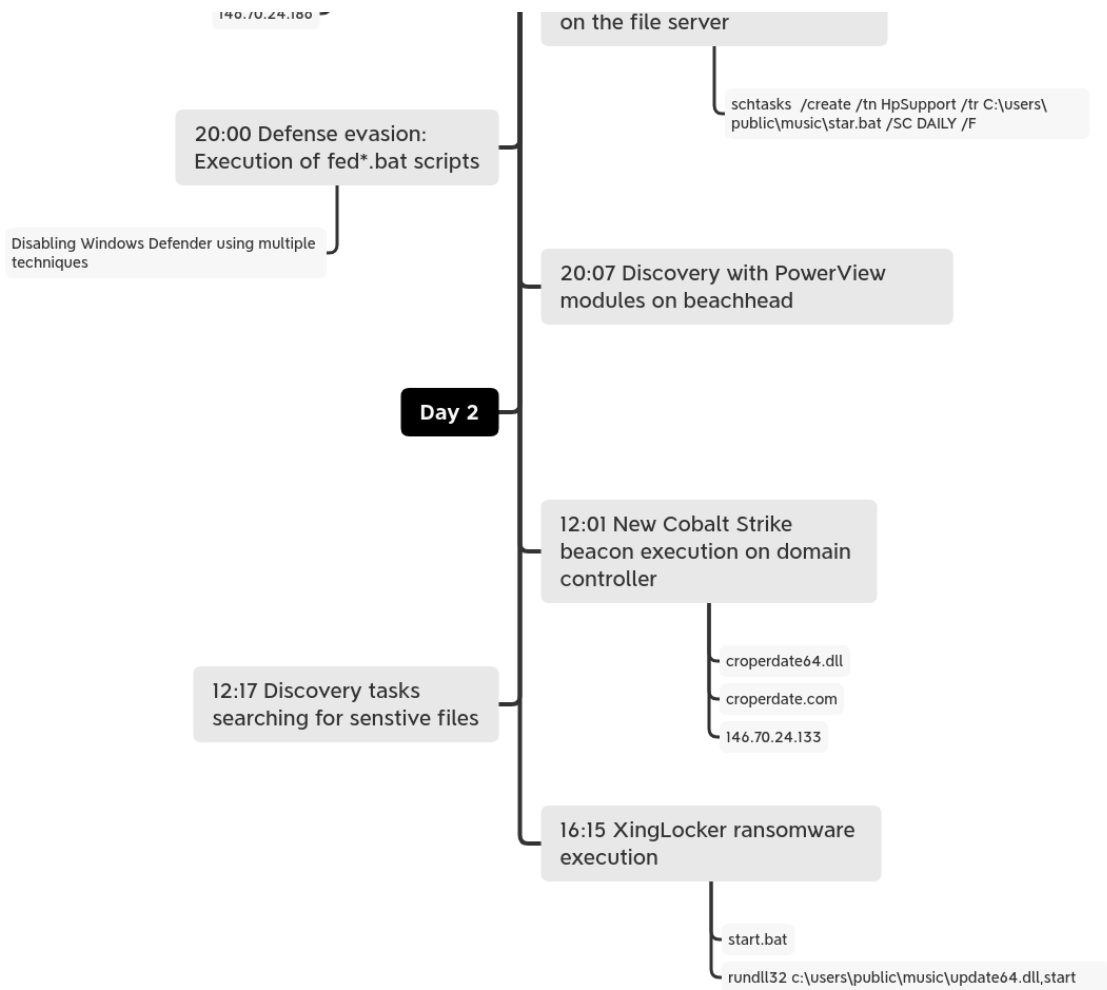 146.70.24.186
on the file server
schtasks /create /tn HpSupport /tr C:\users\
public\music\star.bat /SC DAILY /F
20:00 Defense evasion:
Execution of fed*.bat scripts
Disabling Windows Defender using multiple
techniques
20:07 Discovery with PowerView
modules on beachhead
Day 2
12:01 New Cobalt Strike
beacon execution on domain
controller
croperdate64.dll
croperdate.com
146.70.24.133
12:17 Discovery tasks
searching for senstive files
16:15 XingLocker ransomware
execution
start.bat
rundll32 c:\users\public\music\update64.dll,start